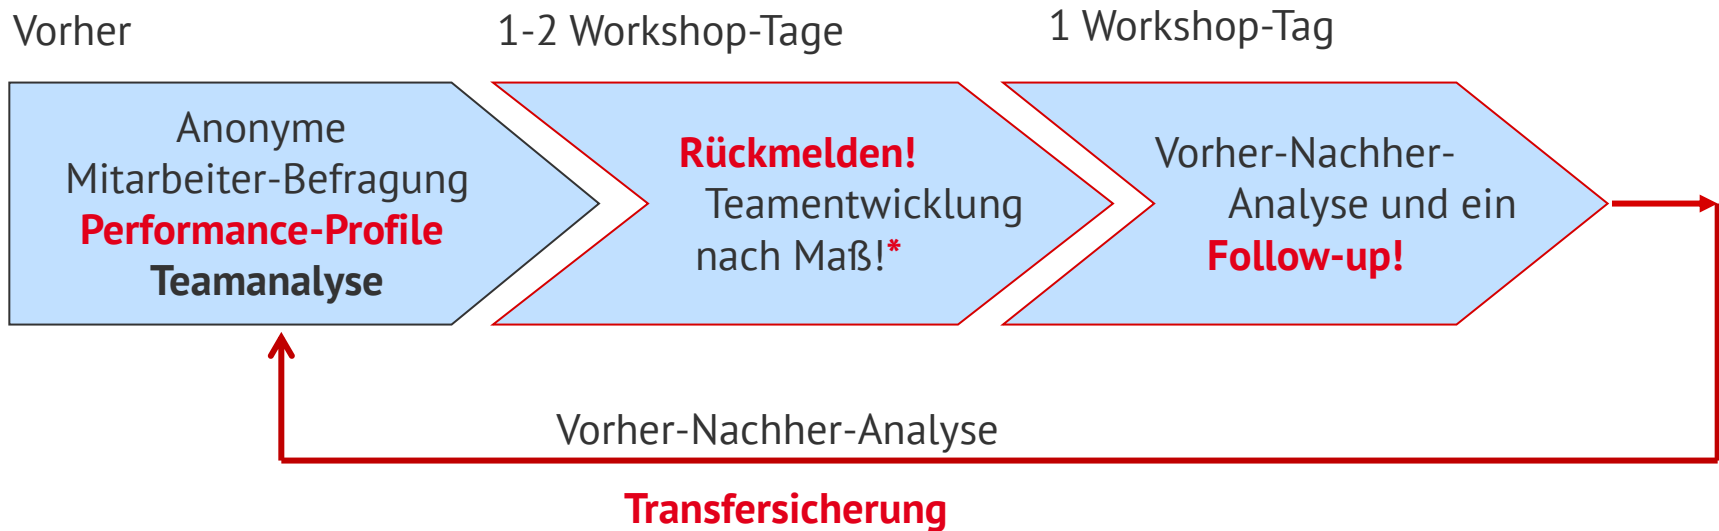 Vorher
1-2 Workshop-Tage
1 Workshop-Tag
Anonyme
Mitarbeiter-Befragung
Performance-Profile
Teamanalyse
Rückmelden!
Teamentwicklung
nach Maß!*
Vorher-Nachher-
Analyse und ein
Follow-up!
Vorher-Nachher-Analyse
Transfersicherung